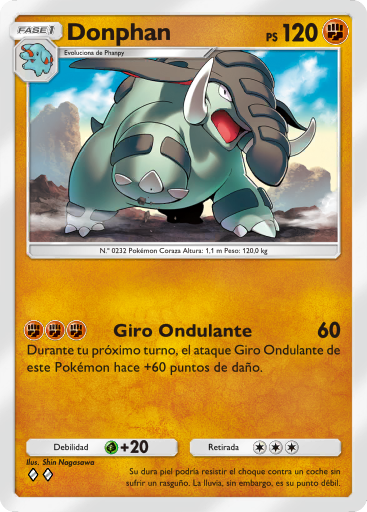 FASE 1 Donphan PS 120
Evoluciona de Phanpy
N.º 0232 Pokémon Coraza Altura: 1,1 m Peso: 120,0 kg
Giro Ondulante 60
Durante tu próximo turno, el ataque Giro Ondulante de
este Pokémon hace +60 puntos de daño.
Debilidad +20 Retirada
Ilus. Shin Nagasawa
Su dura piel podría resistir el choque contra un coche sin
sufrir un rasguño. La lluvia, sin embargo, es su punto débil.